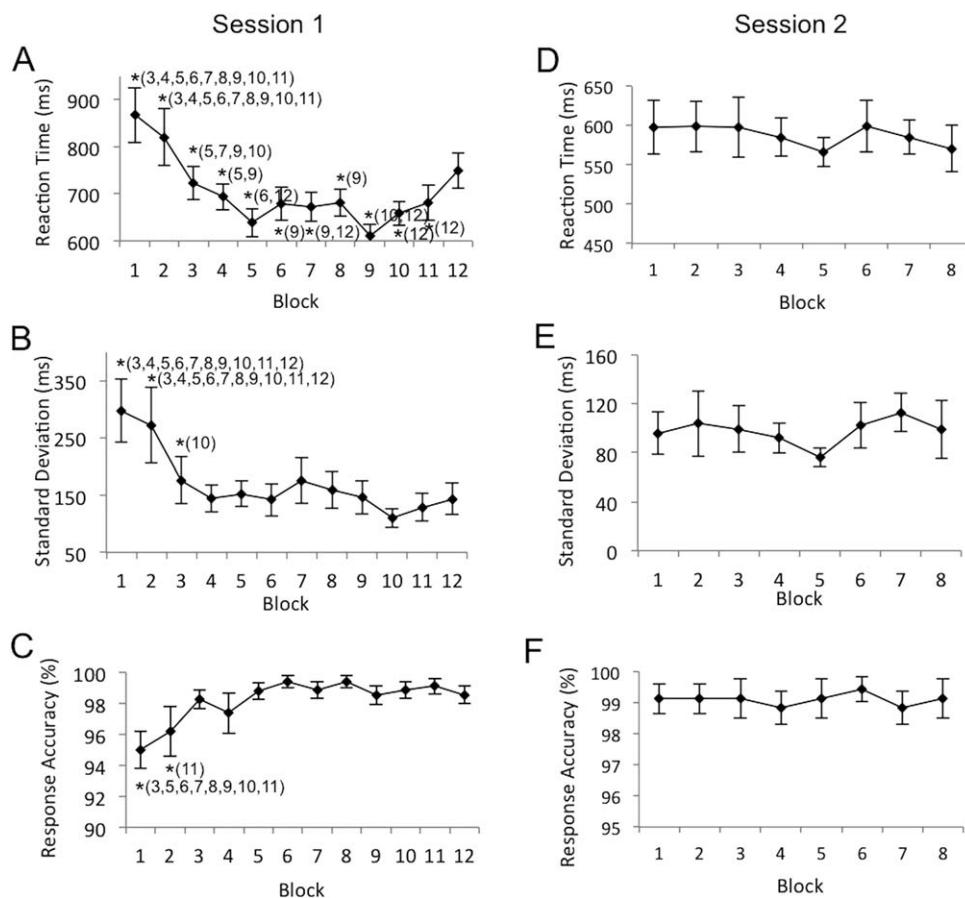 Session 1
Session 2
A
Reaction Time (ms)
900
800
700
600
*(3,4,5,6,7,8,9,10,11)
*(3,4,5,6,7,8,9,10,11)
*(5,7,9,10)
*(5,9)
*(6,12)
*(9)
*(9,12)
*(9)
*(10,12)
*(12)
*(12)
1 2 3 4 5 6 7 8 9 10 11 12
Block
D
Reaction Time (ms)
650
600
550
500
450
1 2 3 4 5 6 7 8
Block
B
Standard Deviation (ms)
350
250
150
50
*(3,4,5,6,7,8,9,10,11,12)
*(3,4,5,6,7,8,9,10,11,12)
*(10)
1 2 3 4 5 6 7 8 9 10 11 12
Block
E
Standard Deviation (ms)
160
120
80
40
0
1 2 3 4 5 6 7 8
Block
C
Response Accuracy (%)
100
98
96
94
92
90
*(11)
*(3,5,6,7,8,9,10,11)
1 2 3 4 5 6 7 8 9 10 11 12
Block
F
Response Accuracy (%)
100
99
98
97
96
95
1 2 3 4 5 6 7 8
Block